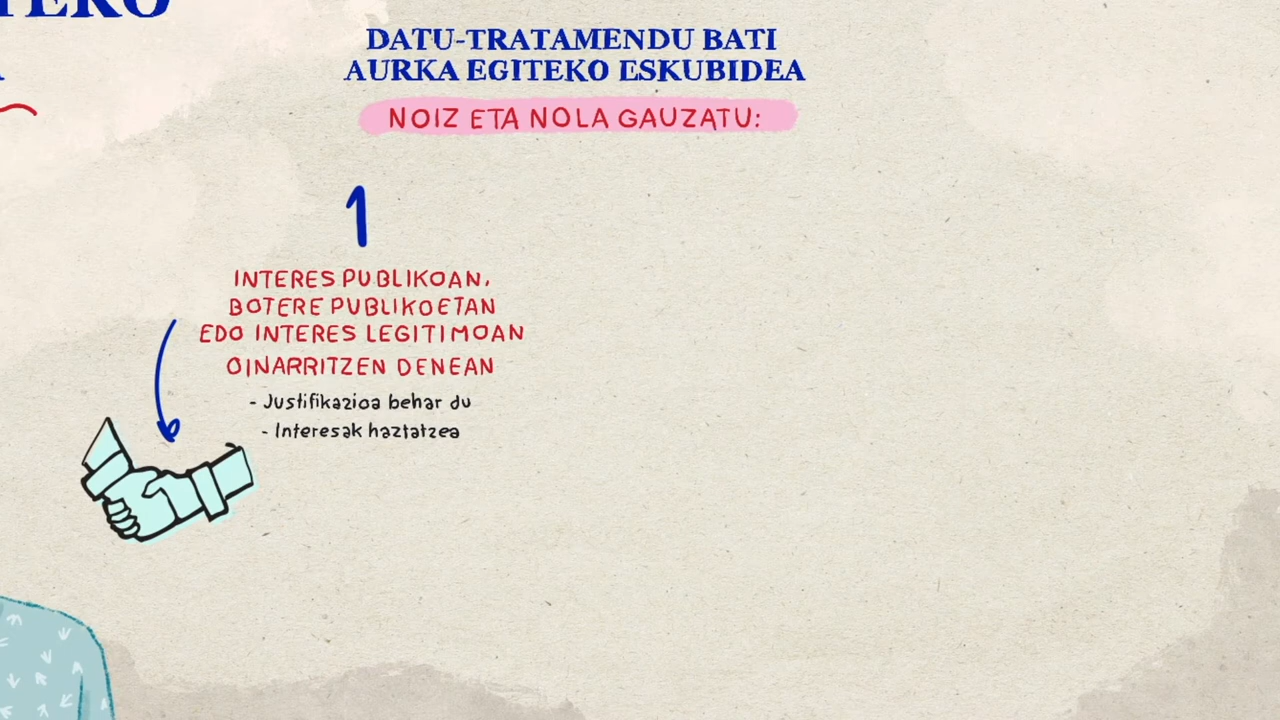 DATU-TRATAMENDU BATI
AURKA EGITEKO ESKUBIDEA
NOIZ ETA NOLA GAUZATU:
1
INTERES PUBLIKOAN,
BOTERE PUBLIKOETAN
EDO INTERES LEGITIMOAN
OINARRITZEN DENEAN
- Justifikazioa behar du
- Interesak haztatzea